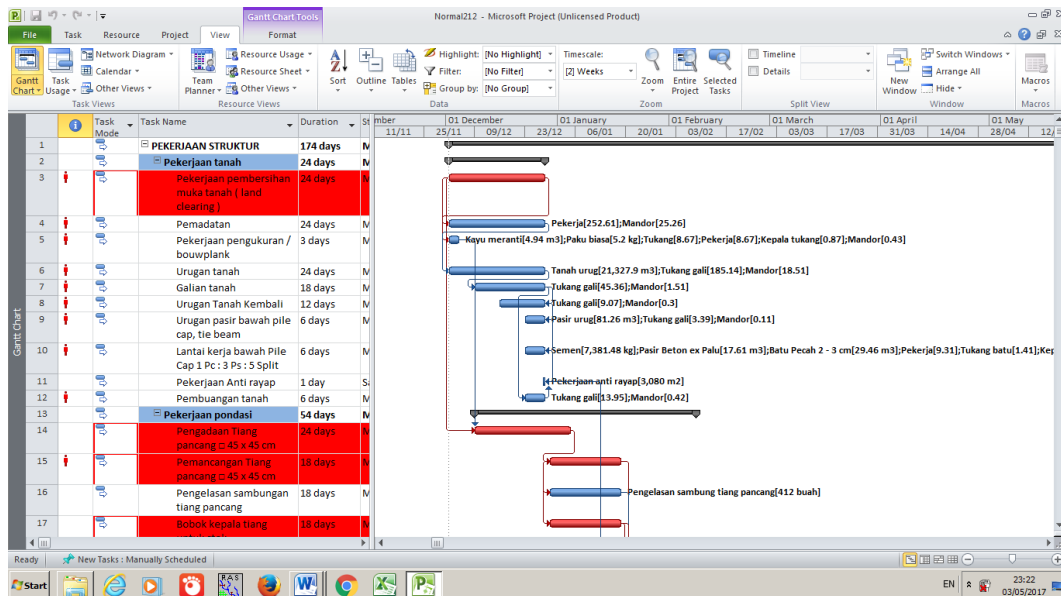 Gantt Chart Tools
Normal212 - Microsoft Project (Unlicensed Product)
File Task Resource Project View Format
Network Diagram
Calendar
Other Views
Gantt Chart
Task Usage
Task Views
Team Planner
Resource Usage
Resource Sheet
Other Views
Resource Views
Sort
Outline
Tables
Highlight: [No Highlight]
Filter: [No Filter]
Group by: [No Group]
Data
Timescale:
[2] Weeks
Zoom
Entire Project
Selected Tasks
Zoom
Timeline
Details
Split View
New Window
Switch Windows
Arrange All
Hide
Window
Macros
Macros
Task Mode Task Name Duration St
mber 01 December 01 January 01 February 01 March 01 April 01 May
11/11 25/11 09/12 23/12 06/01 20/01 03/02 17/02 03/03 17/03 31/03 14/04 28/04 12/
1 PEKERJAAN STRUKTUR 174 days M
2 Pekerjaan tanah 24 days M
3 Pekerjaan pembersihan muka tanah ( land clearing ) 24 days M
4 Pemadatan 24 days M Pekerja[252.61];Mandor[25.26]
5 Pekerjaan pengukuran / bouwplank 3 days M Kayu meranti[4.94 m3];Paku biasa[5.2 kg];Tukang[8.67];Pekerja[8.67];Kepala tukang[0.87];Mandor[0.43]
6 Urugan tanah 24 days M Tanah urug[21,327.9 m3];Tukang gali[185.14];Mandor[18.51]
7 Galian tanah 18 days M Tukang gali[45.36];Mandor[1.51]
8 Urugan Tanah Kembali 12 days M Tukang gali[9.07];Mandor[0.3]
9 Urugan pasir bawah pile cap, tie beam 6 days M Pasir urug[81.26 m3];Tukang gali[3.39];Mandor[0.11]
10 Lantai kerja bawah Pile Cap 1 Pc : 3 Ps : 5 Split 6 days M Semen[7,381.48 kg];Pasir Beton ex Palu[17.61 m3];Batu Pecah 2 - 3 cm[29.46 m3];Pekerja[9.31];Tukang batu[1.41];Kep
11 Pekerjaan Anti rayap 1 day Sa Pekerjaan anti rayap[3,080 m2]
12 Pembuangan tanah 6 days M Tukang gali[13.95];Mandor[0.42]
13 Pekerjaan pondasi 54 days M
14 Pengadaan Tiang pancang □ 45 x 45 cm 24 days M
15 Pemancangan Tiang pancang □ 45 x 45 cm 18 days M
16 Pengelasan sambungan tiang pancang 18 days M Pengelasan sambung tiang pancang[412 buah]
17 Bobok kepala tiang 18 days M
Gantt Chart
Ready New Tasks : Manually Scheduled
Start
RAS
EN 23:22
03/05/2017